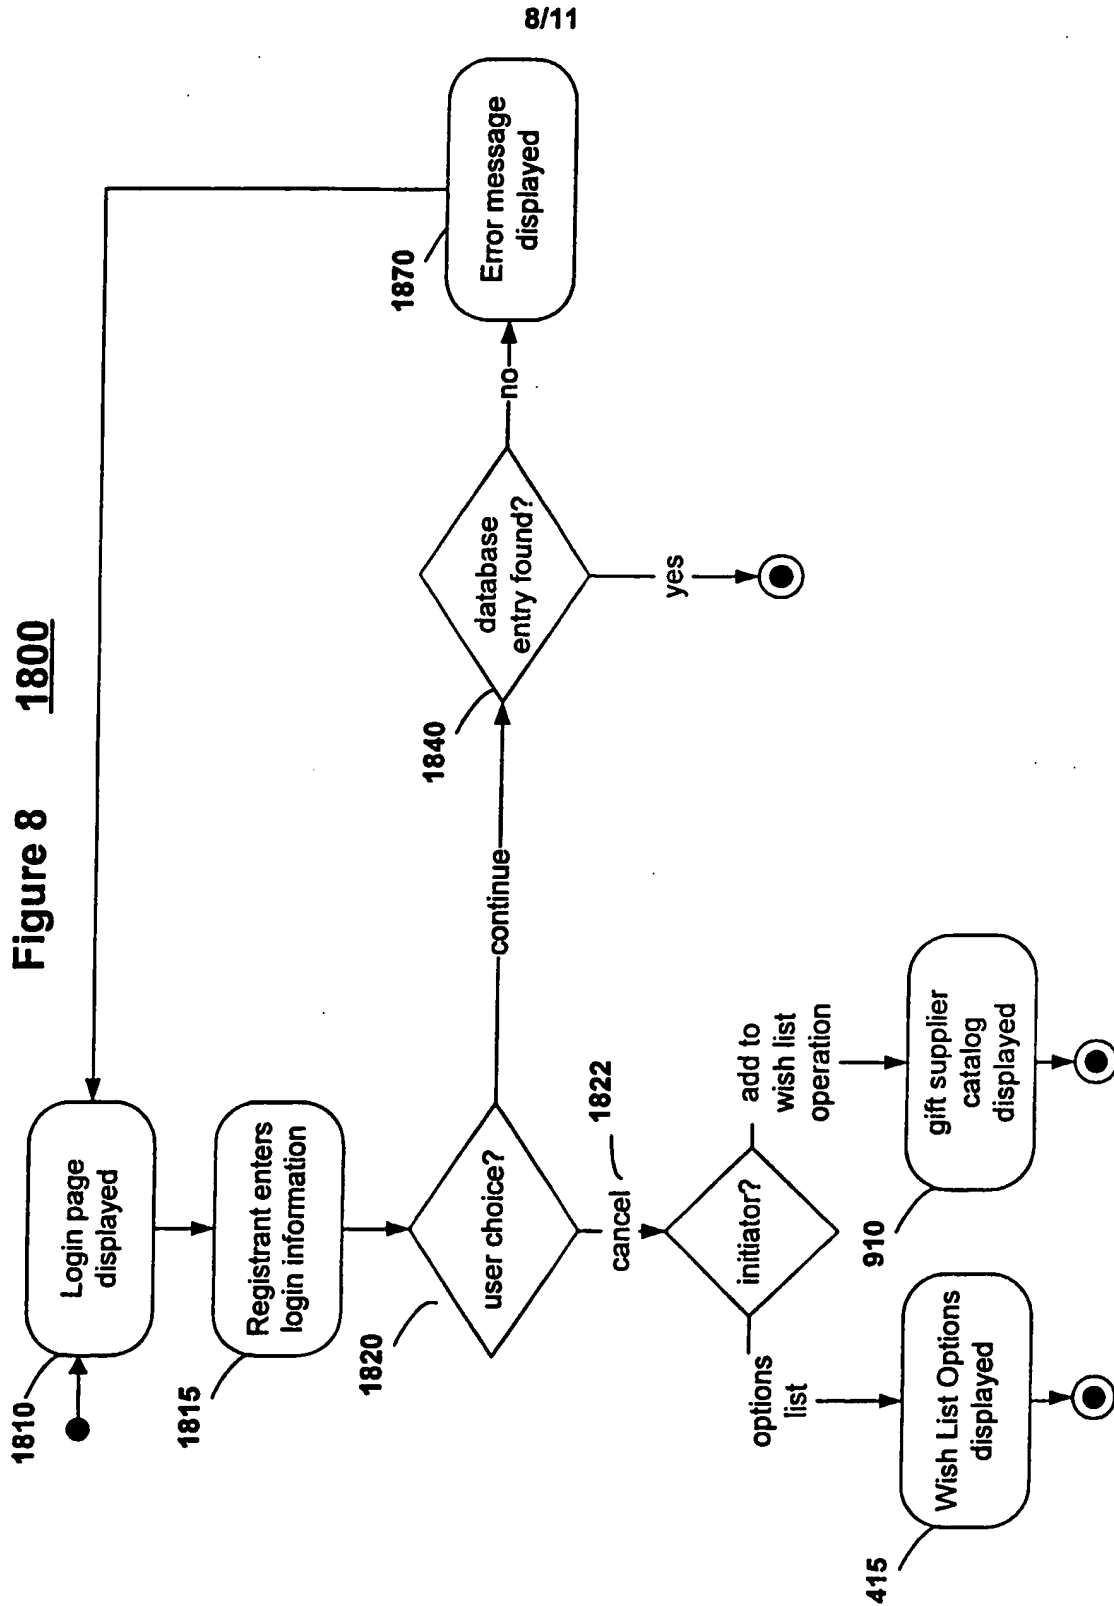 8/11
Figure 8
1800
1810
Login page
displayed
1815
Registrant enters
login information
1820
user choice?
continue
1840
database
entry found?
no
1870
Error message
displayed
yes
cancel
1822
initiator?
options
list
add to
wish list
operation
415
Wish List Options
displayed
910
gift supplier
catalog
displayed